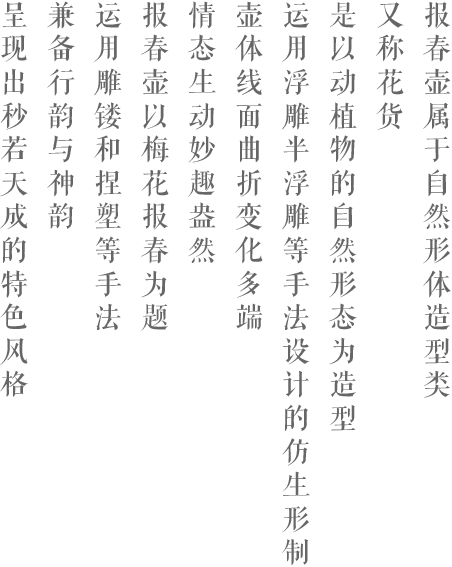 报春壶属于自然形体造型类
又称花货
是以动植物的自然形态为造型
运用浮雕半浮雕等手法设计的仿生形制
壶体线面曲折变化多端
情态生动妙趣盎然
报春壶以梅花报春为题
运用雕镂和捏塑等手法
兼备行韵与神韵
呈现出秒若天成的特色风格